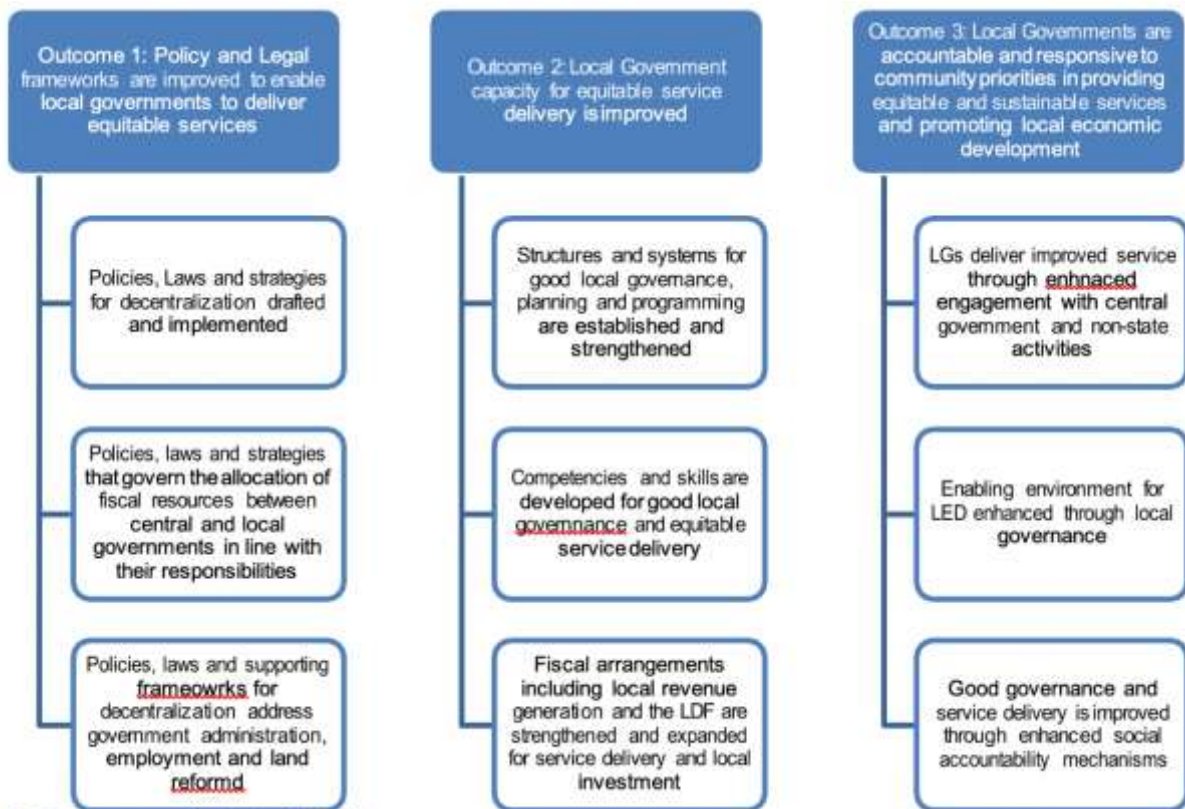 Outcome 1: Policy and Legal
frameworks are improved to enable
local governments to deliver
equitable services
Policies, Laws and strategies
for decentralization drafted
and implemented
Policies, laws and strategies
that govern the allocation of
fiscal resources between
central and local
governments in line with
their responsibilities
Policies, laws and supporting
frameowrks for
decentralization address
government administration,
employment and land
reformd
Outcome 2: Local Government
capacity for equitable service
delivery is improved
Structures and systems for
good local governance,
planning and programming
are established and
strengthened
Competencies and skills are
developed for good local
governnance and equitable
service delivery
Fiscal arrangements
including local revenue
generation and the LDF are
strengthened and expanded
for service delivery and local
investment
Outcome 3: Local Governments are
accountable and responsive to
community priorities in providing
equitable and sustainable services
and promoting local economic
development
LGs deliver improved service
through enhnaced
engagement with central
government and non-state
activities
Enabling environment for
LED enhanced through local
governance
Good governance and
service delivery is improved
through enhanced social
accountability mechanisms